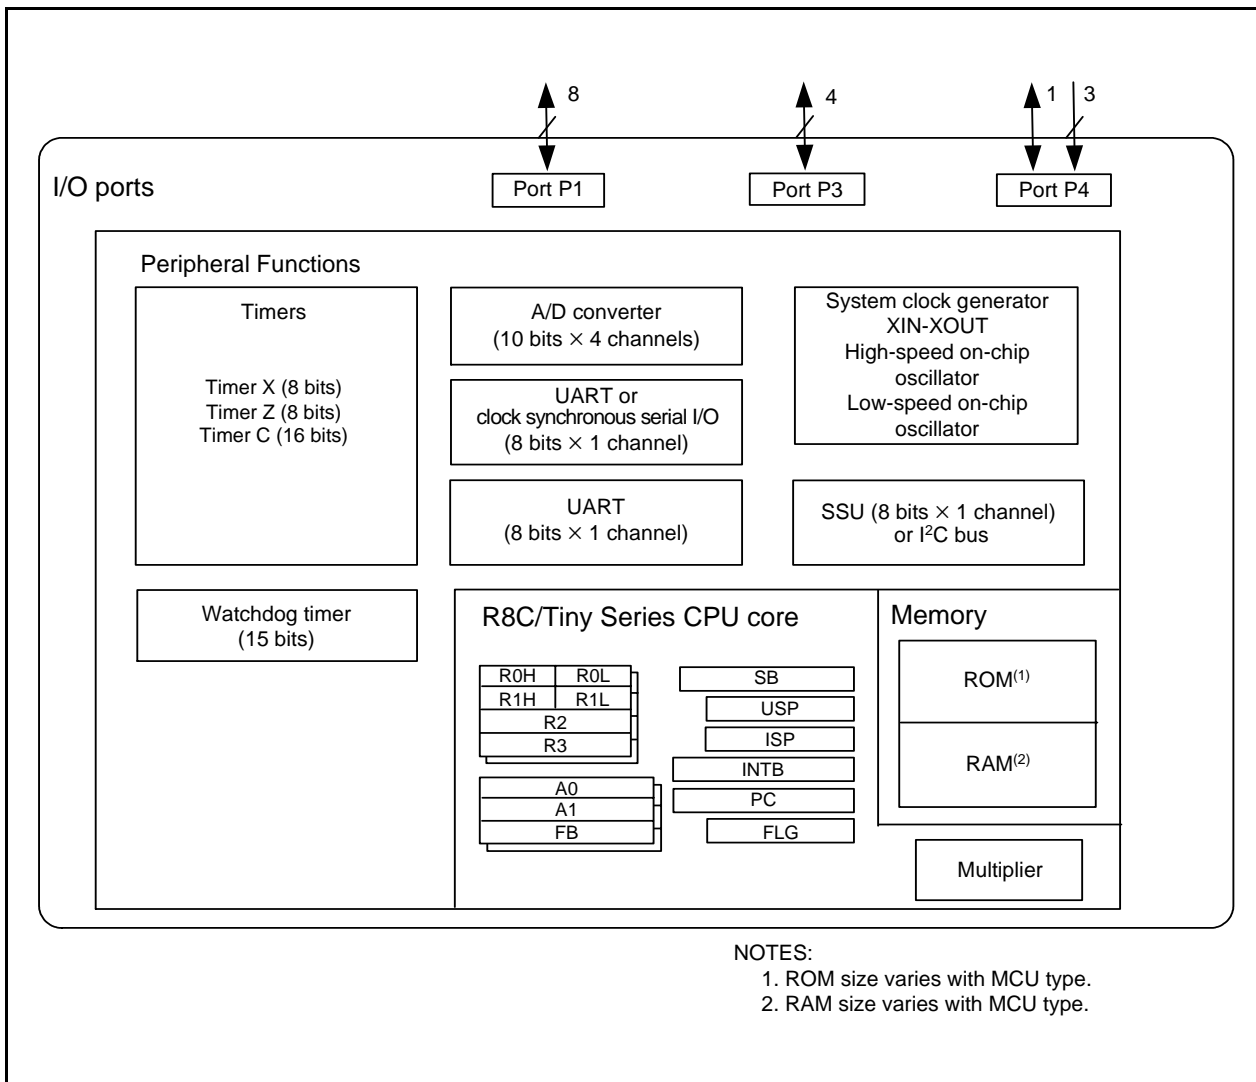 8
4
1
3
I/O ports
Port P1
Port P3
Port P4
Peripheral Functions
Timers
Timer X (8 bits)
Timer Z (8 bits)
Timer C (16 bits)
A/D converter
(10 bits × 4 channels)
UART or
clock synchronous serial I/O
(8 bits × 1 channel)
UART
(8 bits × 1 channel)
System clock generator
XIN-XOUT
High-speed on-chip
oscillator
Low-speed on-chip
oscillator
SSU (8 bits × 1 channel)
or I²C bus
Watchdog timer
(15 bits)
R8C/Tiny Series CPU core
R0H
R0L
R1H
R1L
R2
R3
A0
A1
FB
SB
USP
ISP
INTB
PC
FLG
Memory
ROM(1)
RAM(2)
Multiplier
NOTES:
1. ROM size varies with MCU type.
2. RAM size varies with MCU type.